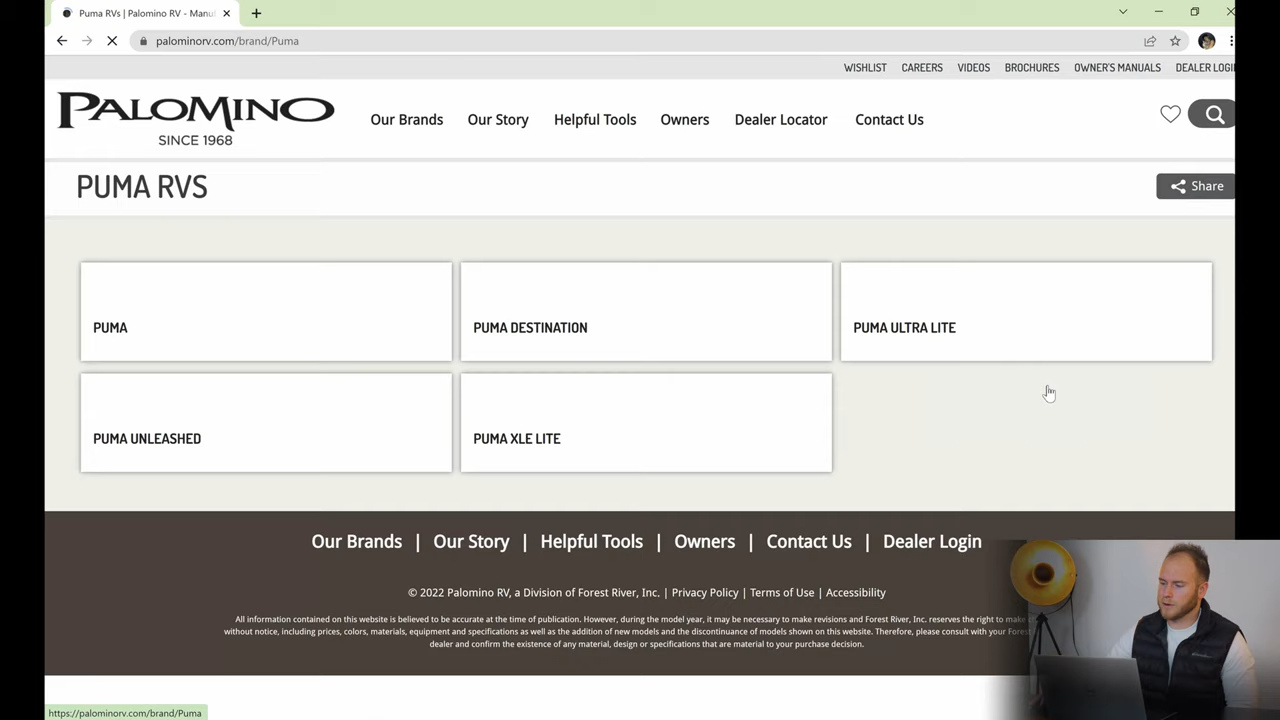 Puma RVs | Palomino RV - Manu
palominorv.com/brand/Puma
WISHLIST CAREERS VIDEOS BROCHURES OWNER'S MANUALS DEALER LOGIN
PALOMINO
SINCE 1968
Our Brands Our Story Helpful Tools Owners Dealer Locator Contact Us
PUMA RVS
Share
PUMA
PUMA DESTINATION
PUMA ULTRA LITE
PUMA UNLEASHED
PUMA XLE LITE
Our Brands | Our Story | Helpful Tools | Owners | Contact Us | Dealer Login
© 2022 Palomino RV, a Division of Forest River, Inc. | Privacy Policy | Terms of Use | Accessibility
All information contained on this website is believed to be accurate at the time of publication. However, during the model year, it may be necessary to make revisions and Forest River, Inc. reserves the right to make
without notice, including prices, colors, materials, equipment and specifications as well as the addition of new models and the discontinuance of models shown on this website. Therefore, please consult with your Forest
dealer and confirm the existence of any material, design or specifications that are material to your purchase decision.
https://palominorv.com/brand/Puma